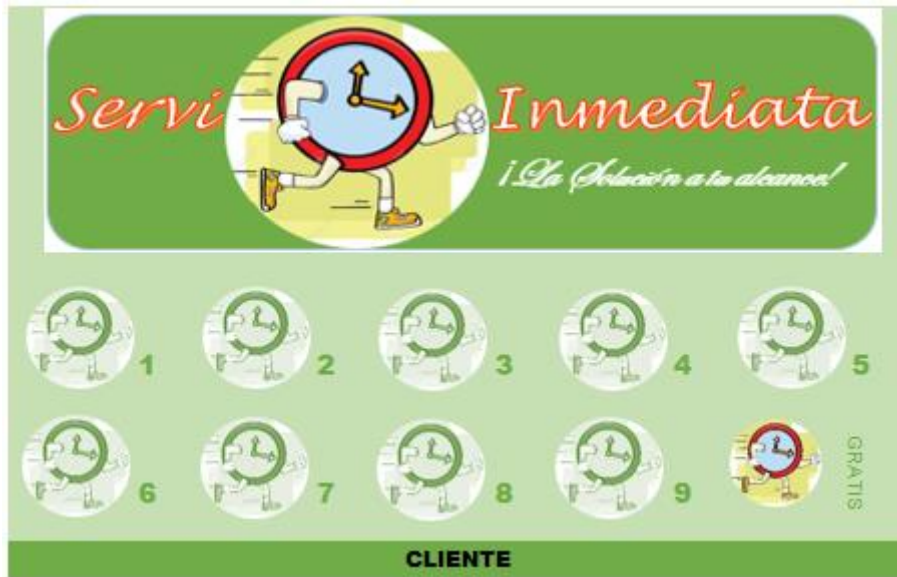 Servi Inmediata
¡La Solución a tu alcance!
1 2 3 4 5
6 7 8 9 GRATIS
CLIENTE